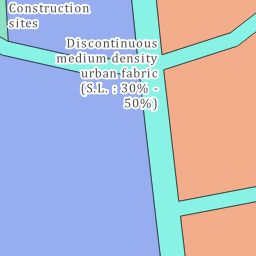 Construction
sites
Discontinuous
medium-density
urban fabric
(S.L. : 30% -
50%)